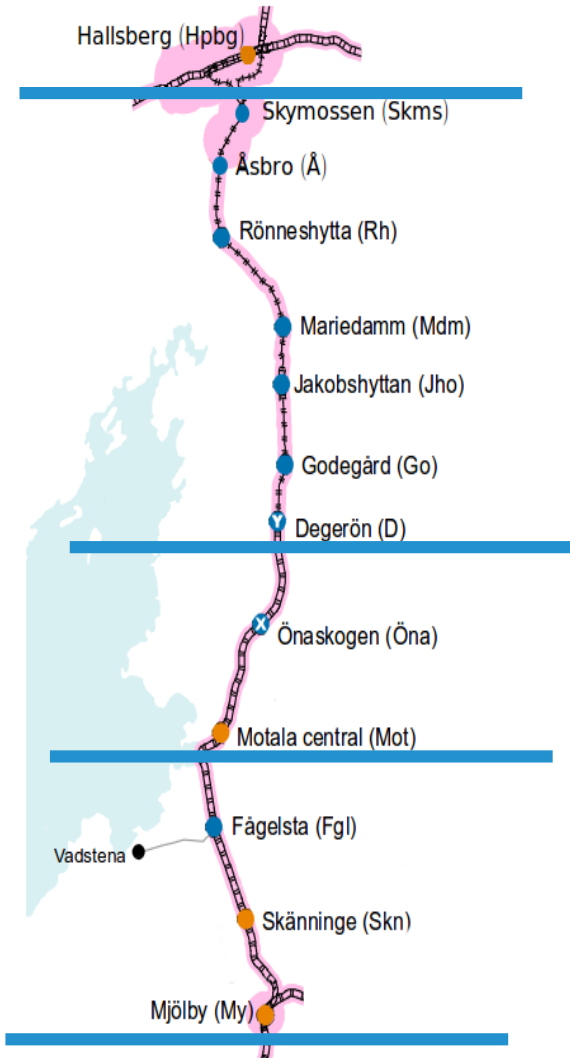 Hallsberg (Hpbg)
Skymossen (Skms)
Åsbro (Å)
Rönneshytta (Rh)
Mariedamm (Mdm)
Jakobshyttan (Jho)
Godegård (Go)
Y
Degerön (D)
X
Önaskogen (Öna)
Motala central (Mot)
Fågelsta (Fgl)
Vadstena
Skänninge (Skn)
Mjölby (My)